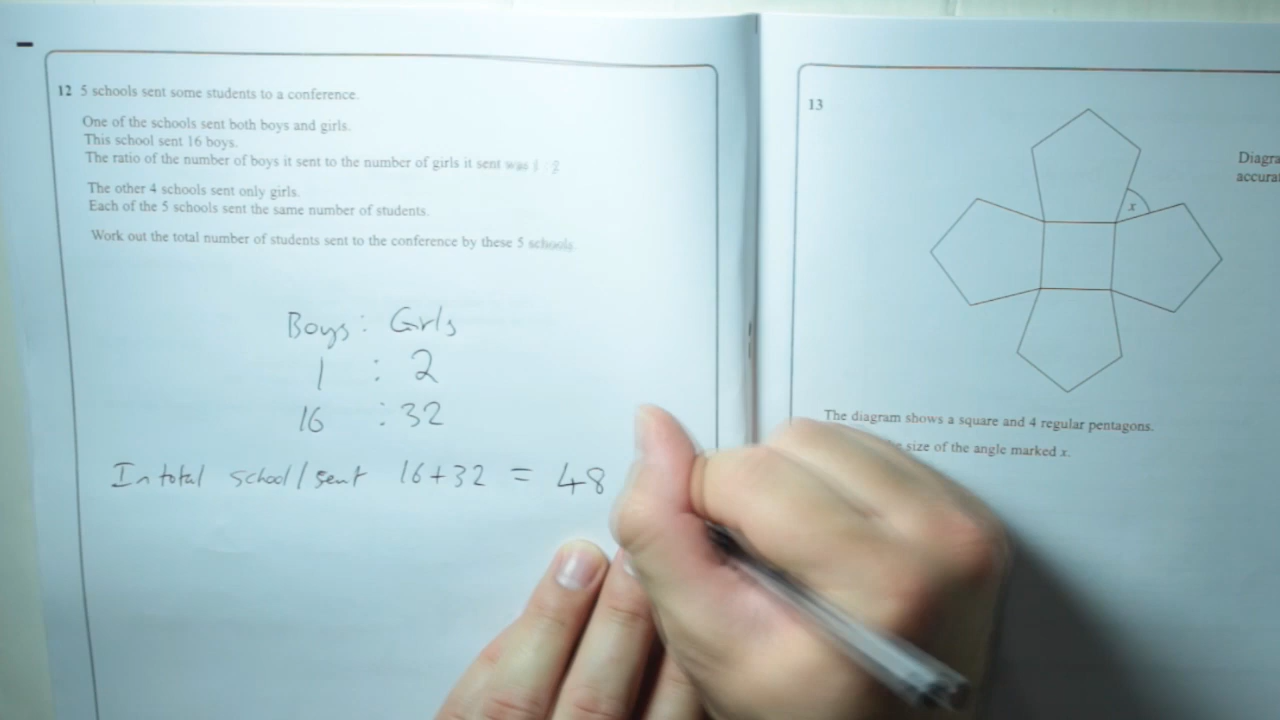 12 5 schools sent some students to a conference.
One of the schools sent both boys and girls.
This school sent 16 boys.
The ratio of the number of boys it sent to the number of girls it sent was 1 : 2
The other 4 schools sent only girls.
Each of the 5 schools sent the same number of students.
Work out the total number of students sent to the conference by these 5 schools.
Boys : Girls
1 : 2
16 : 32
In total school 1 sent 16+32 = 48
13
x
The diagram shows a square and 4 regular pentagons.
size of the angle marked x.